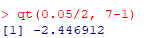 > qt(0.05/2, 7-1)
[1] -2.446912